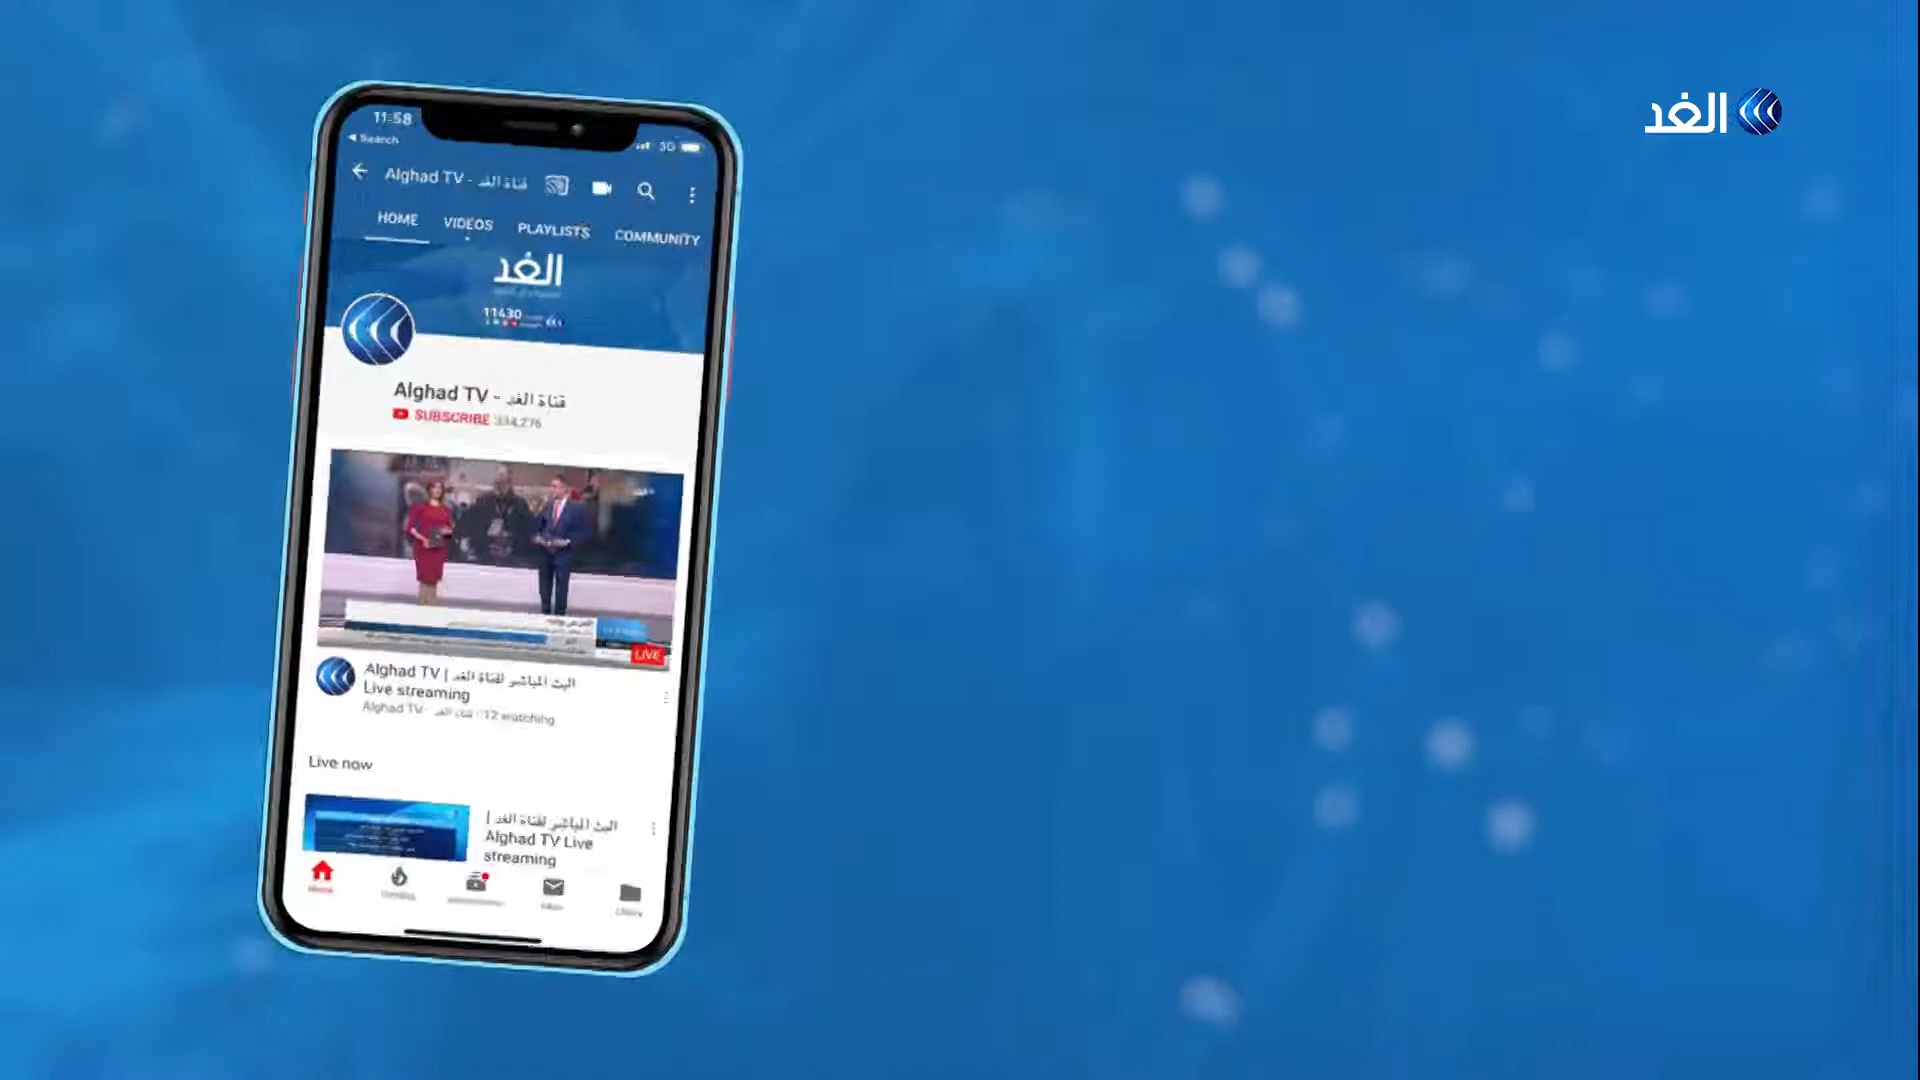 الغد
11:58
Search
3G
Alghad TV - قناة الغد
HOME VIDEOS PLAYLISTS COMMUNITY
الغد
11430
Alghad TV - قناة الغد
SUBSCRIBE 334,276
LIVE
Alghad TV | البث المباشر لقناة الغد
Live streaming
Alghad TV - قناة الغد · 12 watching
Live now
البث المباشر لقناة الغد |
Alghad TV Live
streaming
Home
Library